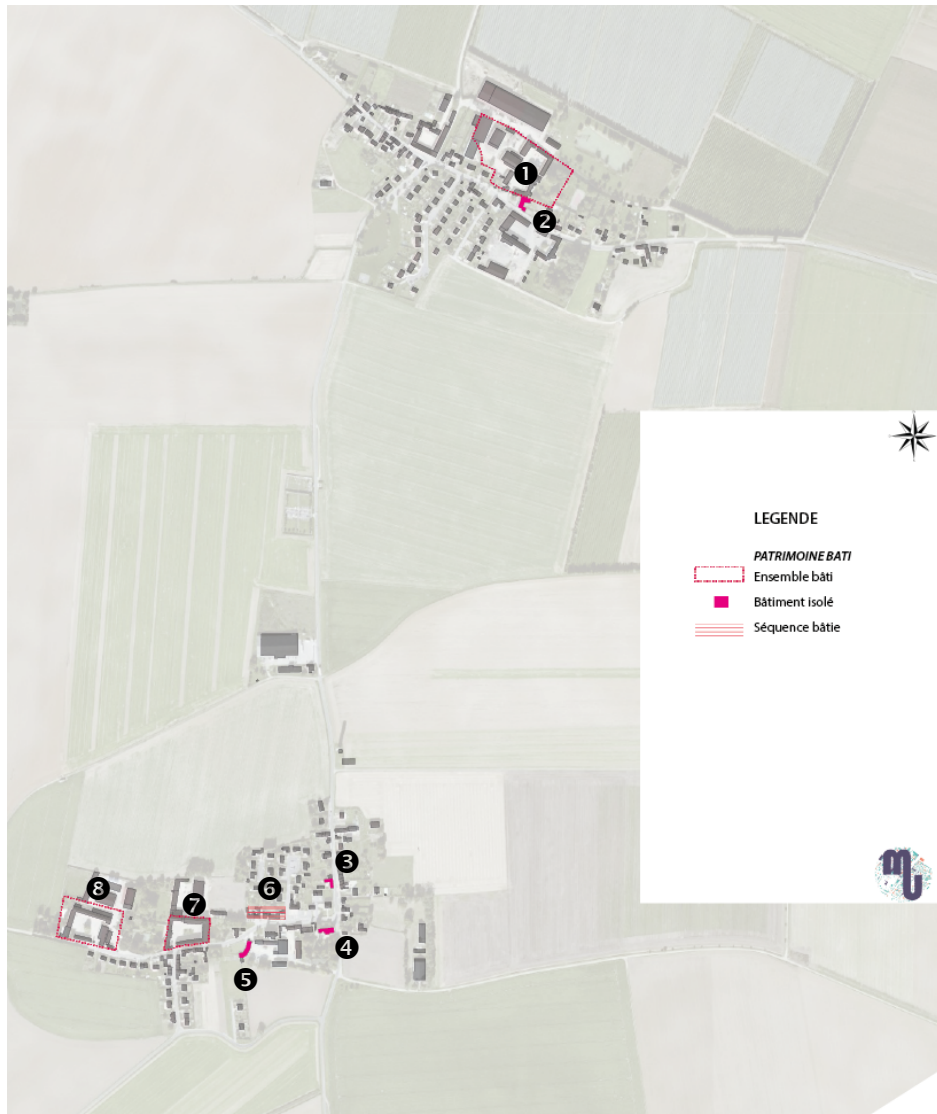 1
2
LEGENDE
PATRIMOINE BATI
Ensemble bâti
Bâtiment isolé
Séquence bâtie
3
8
6
7
4
5